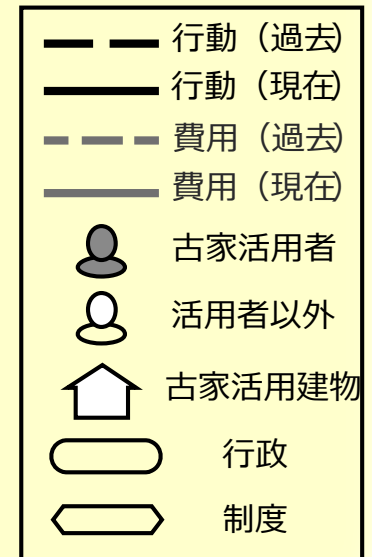 行動（過去）
行動（現在）
費用（過去）
費用（現在）
古家活用者
活用者以外
古家活用建物
行政
制度